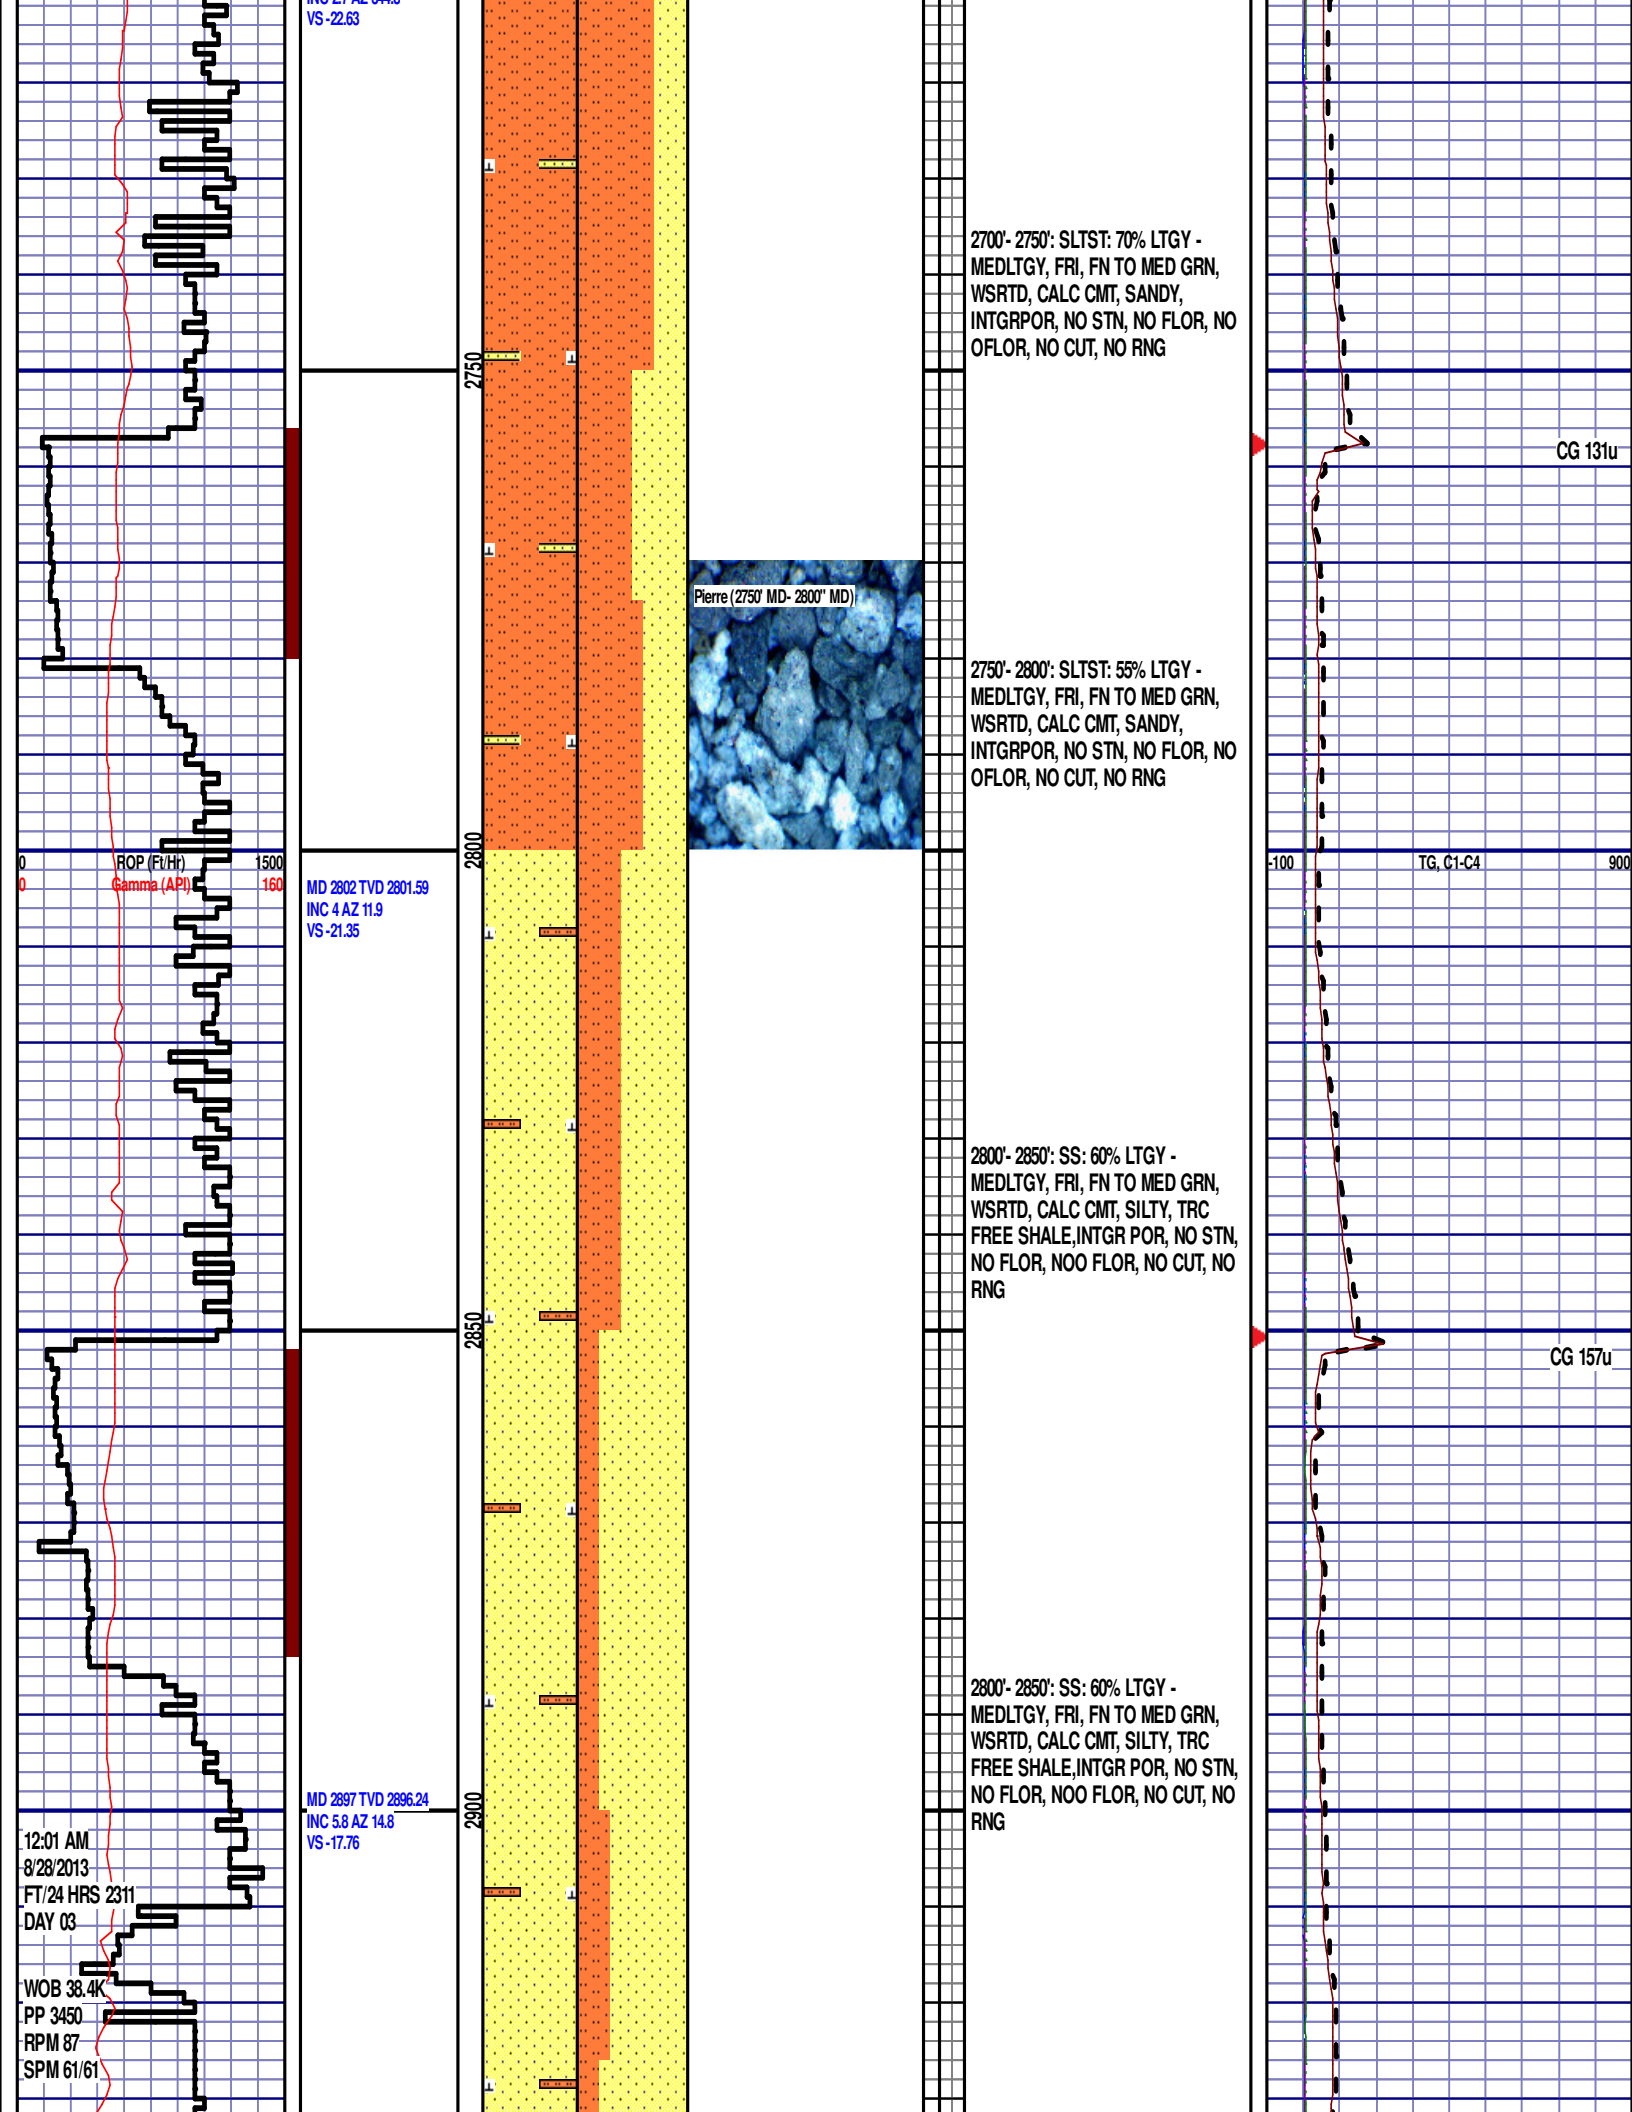 VS -22.63
2700'- 2750': SLTST: 70% LTGY -
MEDLTGY, FRI, FN TO MED GRN,
WSRTD, CALC CMT, SANDY,
INTGRPOR, NO STN, NO FLOR, NO
OFLOR, NO CUT, NO RNG
2750
CG 131u
Pierre (2750' MD- 2800" MD)
2750'- 2800': SLTST: 55% LTGY -
MEDLTGY, FRI, FN TO MED GRN,
WSRTD, CALC CMT, SANDY,
INTGRPOR, NO STN, NO FLOR, NO
OFLOR, NO CUT, NO RNG
2800
0 ROP (Ft/Hr) 1500
0 Gamma (API) 160
-100 TG, C1-C4 900
MD 2802 TVD 2801.59
INC 4 AZ 11.9
VS -21.35
2800'- 2850': SS: 60% LTGY -
MEDLTGY, FRI, FN TO MED GRN,
WSRTD, CALC CMT, SILTY, TRC
FREE SHALE,INTGR POR, NO STN,
NO FLOR, NOO FLOR, NO CUT, NO
RNG
2850
CG 157u
2800'- 2850': SS: 60% LTGY -
MEDLTGY, FRI, FN TO MED GRN,
WSRTD, CALC CMT, SILTY, TRC
FREE SHALE,INTGR POR, NO STN,
NO FLOR, NOO FLOR, NO CUT, NO
RNG
2900
MD 2897 TVD 2896.24
INC 5.8 AZ 14.8
VS -17.76
12:01 AM
8/28/2013
FT/24 HRS 2311
DAY 03
WOB 38.4K
PP 3450
RPM 87
SPM 61/61